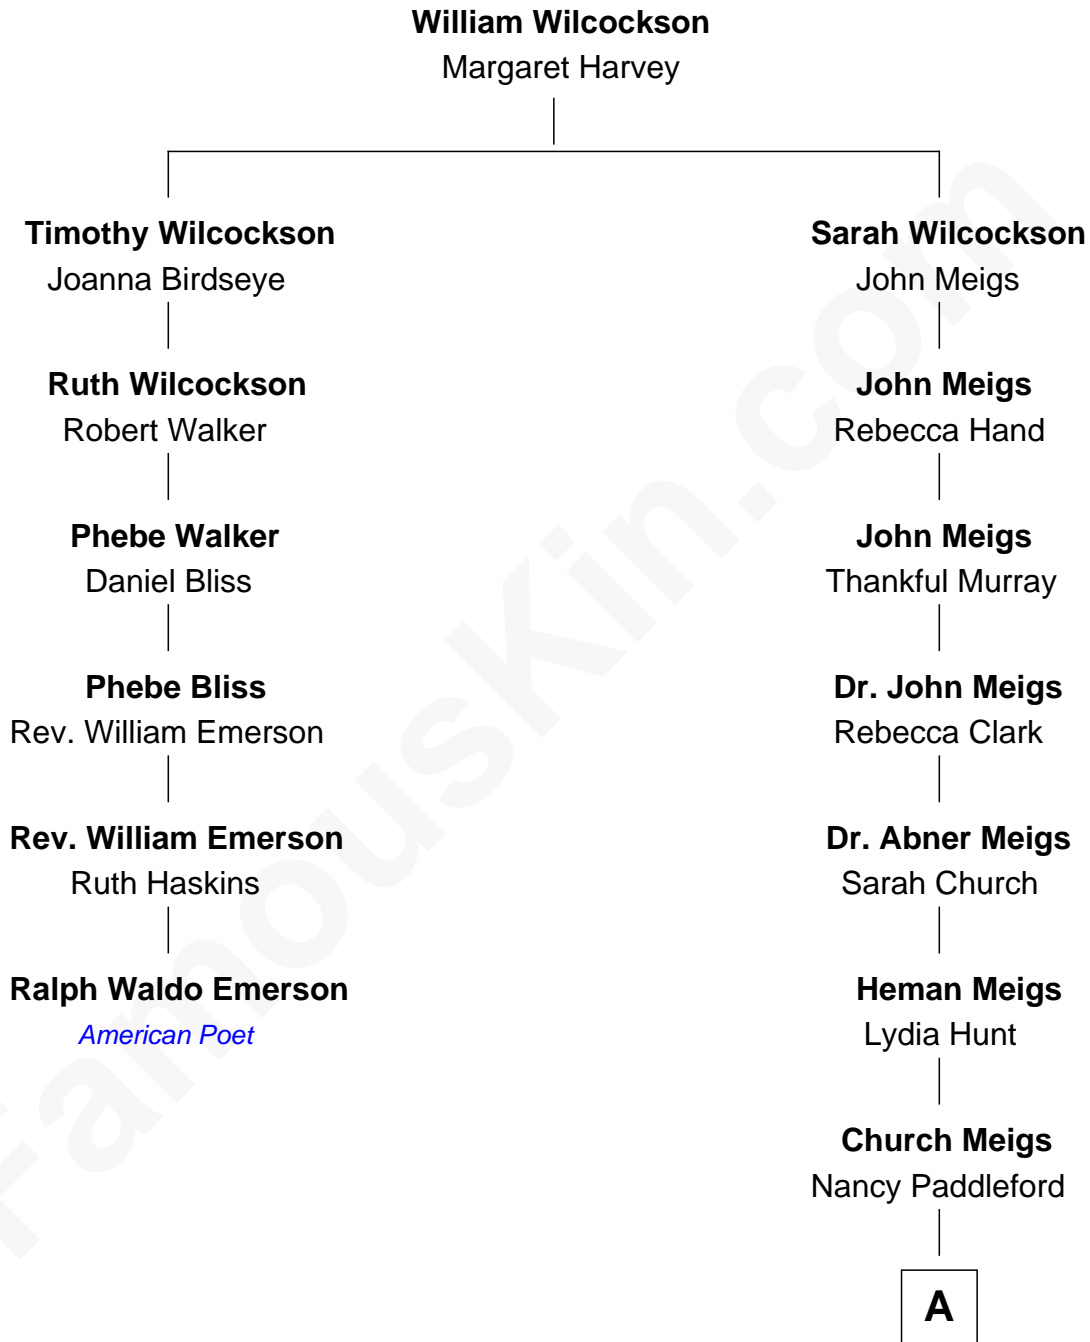 William Wilcockson
Margaret Harvey
Timothy Wilcockson
Joanna Birdseye
Ruth Wilcockson
Robert Walker
Phebe Walker
Daniel Bliss
Phebe Bliss
Rev. William Emerson
Rev. William Emerson
Ruth Haskins
Ralph Waldo Emerson
American Poet
Sarah Wilcockson
John Meigs
John Meigs
Rebecca Hand
John Meigs
Thankful Murray
Dr. John Meigs
Rebecca Clark
Dr. Abner Meigs
Sarah Church
Heman Meigs
Lydia Hunt
Church Meigs
Nancy Paddleford
A
FamousKin.com